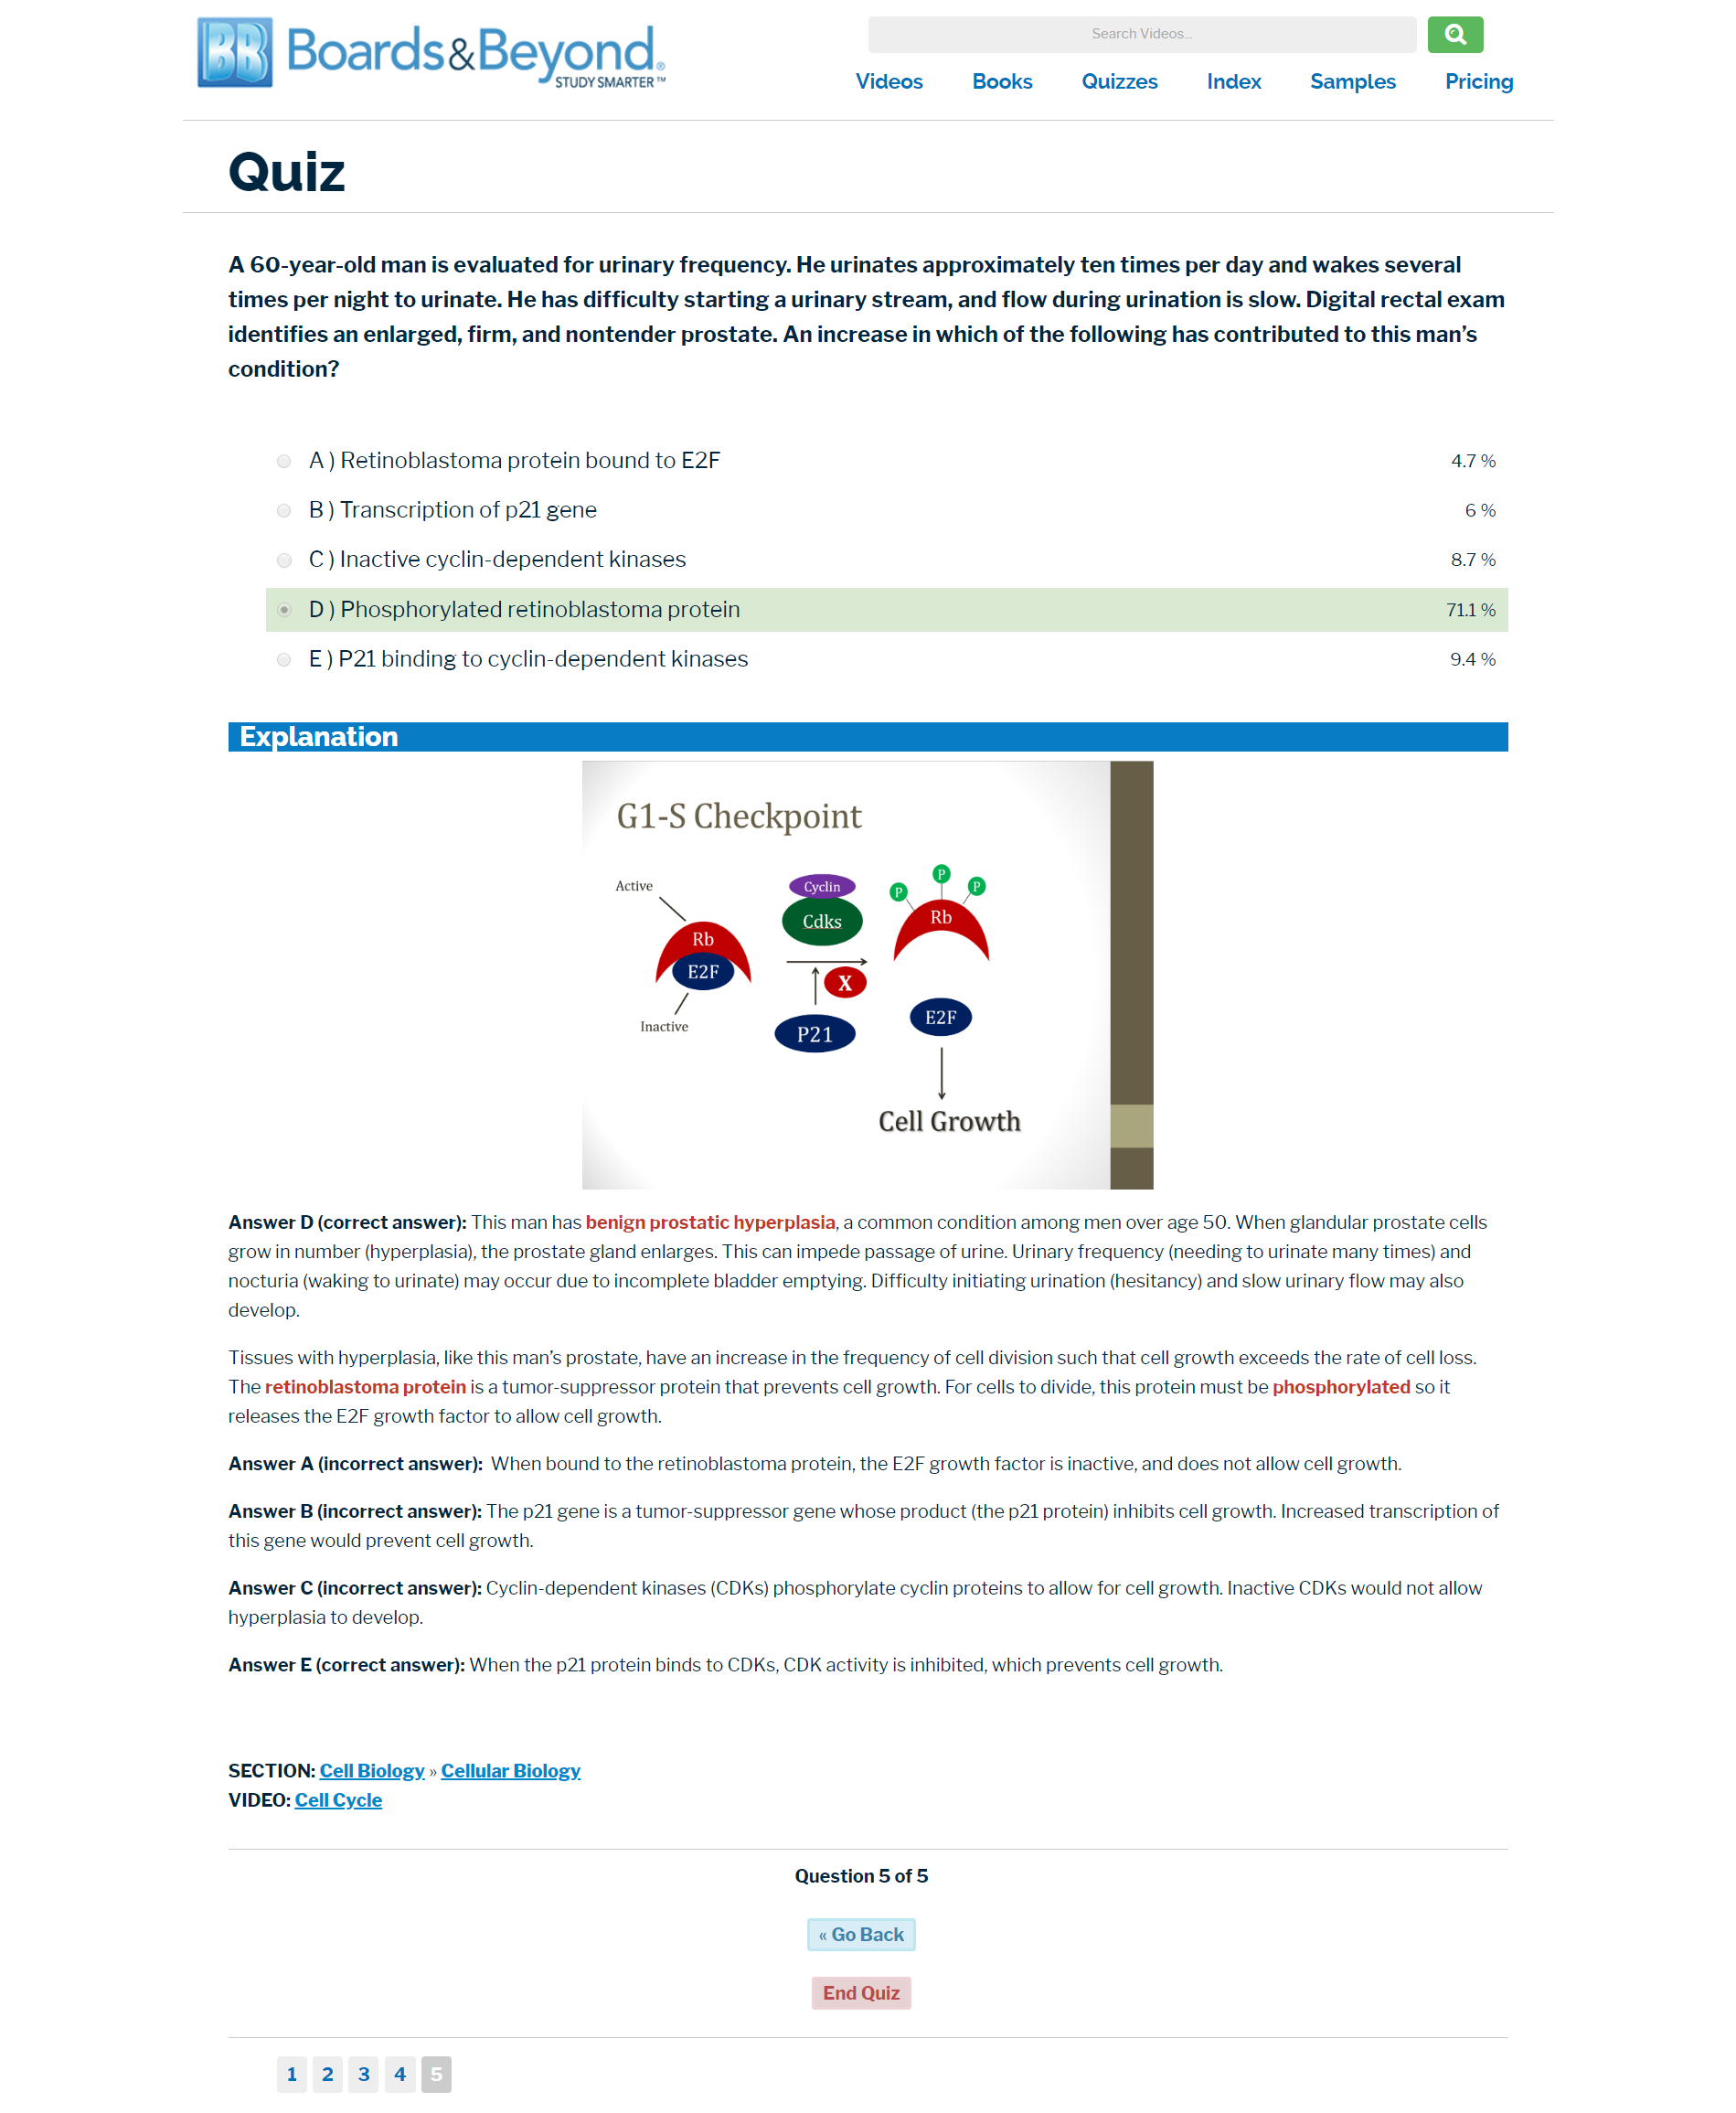 BB Boards&Beyond®
STUDY SMARTER™
Search Videos...
Videos Books Quizzes Index Samples Pricing
Quiz
A 60-year-old man is evaluated for urinary frequency. He urinates approximately ten times per day and wakes several
times per night to urinate. He has difficulty starting a urinary stream, and flow during urination is slow. Digital rectal exam
identifies an enlarged, firm, and nontender prostate. An increase in which of the following has contributed to this man’s
condition?
A ) Retinoblastoma protein bound to E2F 4.7 %
B ) Transcription of p21 gene 6 %
C ) Inactive cyclin-dependent kinases 8.7 %
D ) Phosphorylated retinoblastoma protein 71.1 %
E ) P21 binding to cyclin-dependent kinases 9.4 %
Explanation
G1-S Checkpoint
Active
Rb
E2F
Inactive
Cyclin
Cdks
X
P21
P
P
P
Rb
E2F
Cell Growth
Answer D (correct answer): This man has benign prostatic hyperplasia, a common condition among men over age 50. When glandular prostate cells
grow in number (hyperplasia), the prostate gland enlarges. This can impede passage of urine. Urinary frequency (needing to urinate many times) and
nocturia (waking to urinate) may occur due to incomplete bladder emptying. Difficulty initiating urination (hesitancy) and slow urinary flow may also
develop.
Tissues with hyperplasia, like this man’s prostate, have an increase in the frequency of cell division such that cell growth exceeds the rate of cell loss.
The retinoblastoma protein is a tumor-suppressor protein that prevents cell growth. For cells to divide, this protein must be phosphorylated so it
releases the E2F growth factor to allow cell growth.
Answer A (incorrect answer): When bound to the retinoblastoma protein, the E2F growth factor is inactive, and does not allow cell growth.
Answer B (incorrect answer): The p21 gene is a tumor-suppressor gene whose product (the p21 protein) inhibits cell growth. Increased transcription of
this gene would prevent cell growth.
Answer C (incorrect answer): Cyclin-dependent kinases (CDKs) phosphorylate cyclin proteins to allow for cell growth. Inactive CDKs would not allow
hyperplasia to develop.
Answer E (correct answer): When the p21 protein binds to CDKs, CDK activity is inhibited, which prevents cell growth.
SECTION: Cell Biology » Cellular Biology
VIDEO: Cell Cycle
Question 5 of 5
« Go Back
End Quiz
1 2 3 4 5